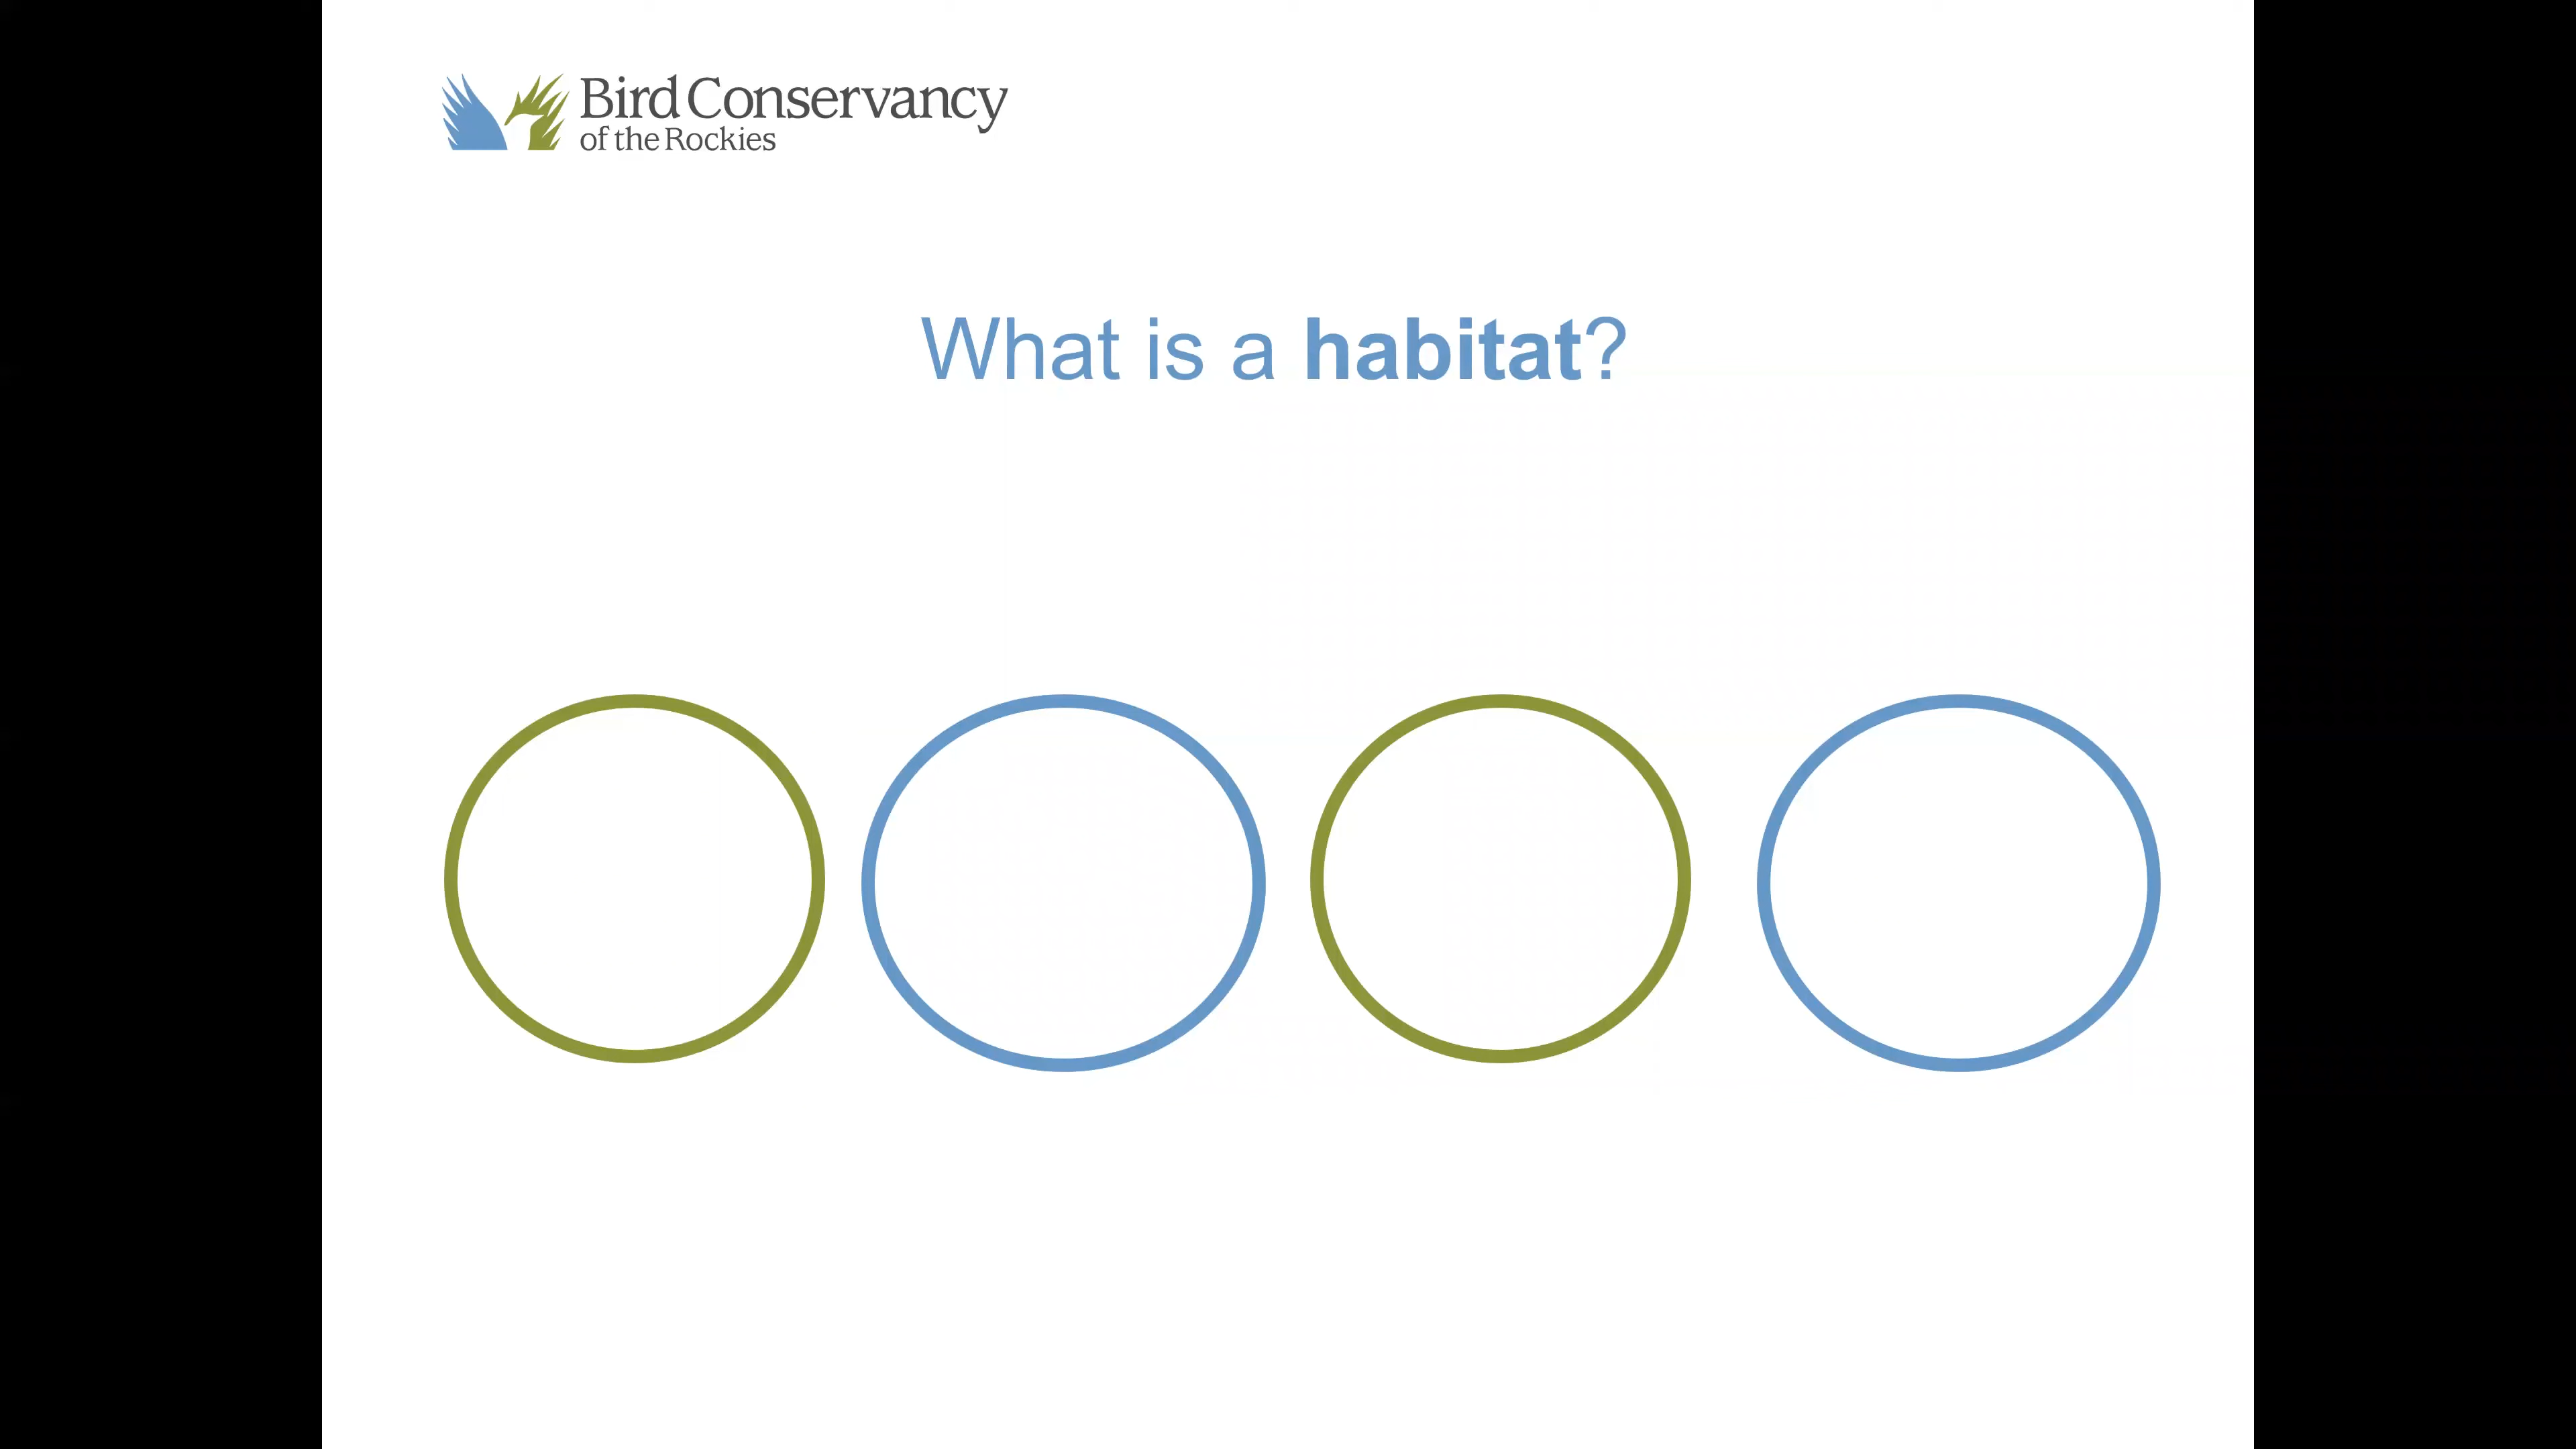 Bird Conservancy
of the Rockies
What is a habitat?